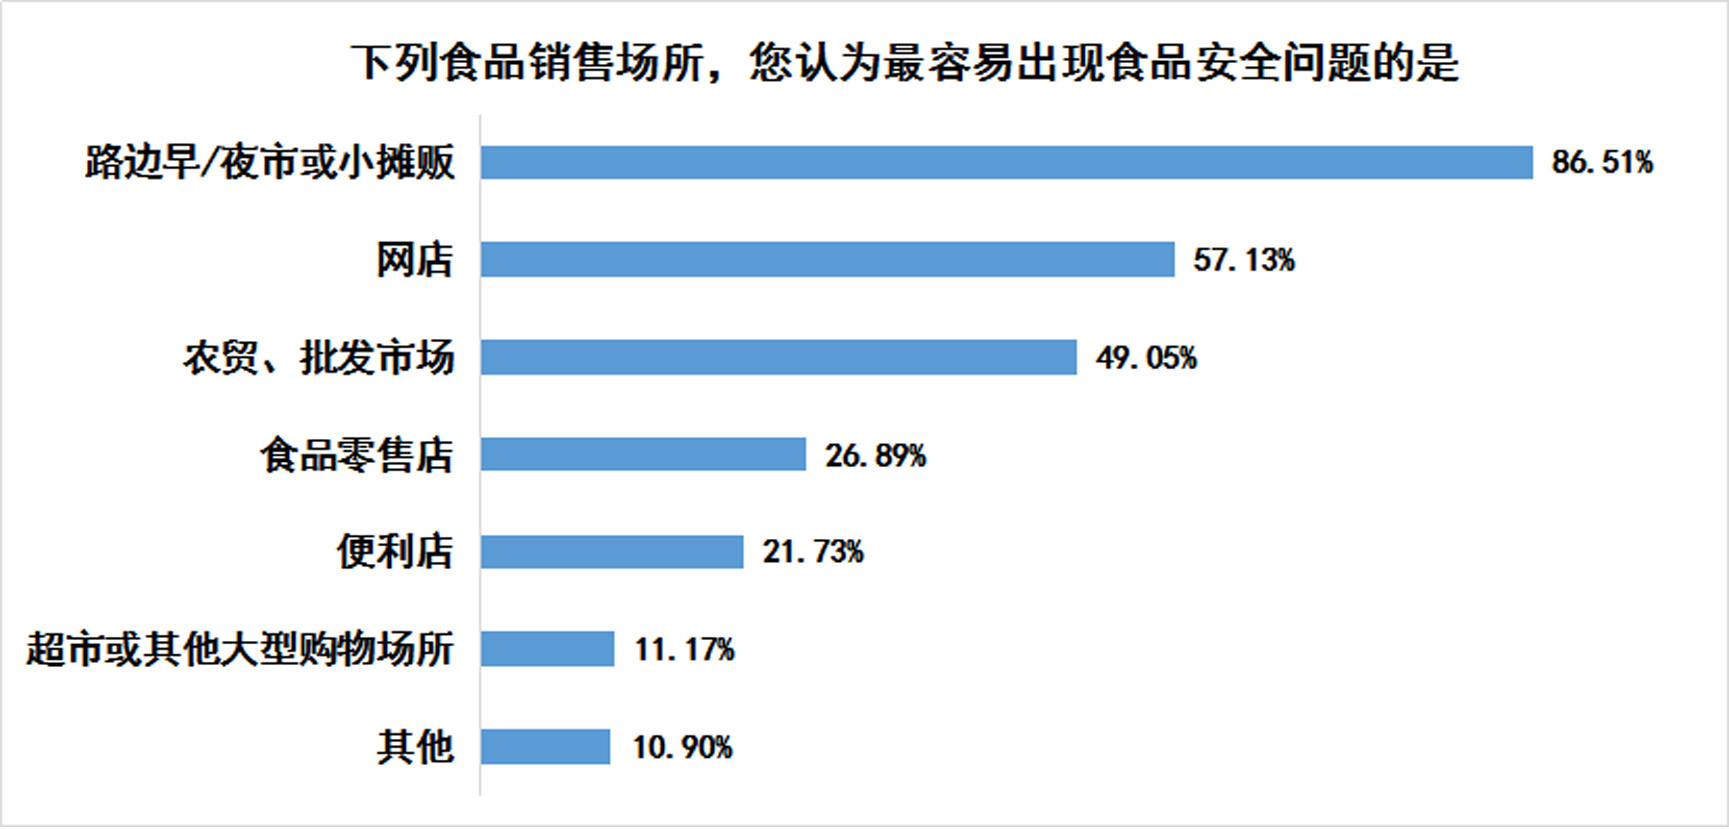 下列食品销售场所，您认为最容易出现食品安全问题的是
路边早/夜市或小摊贩 86.51%
网店 57.13%
农贸、批发市场 49.05%
食品零售店 26.89%
便利店 21.73%
超市或其他大型购物场所 11.17%
其他 10.90%